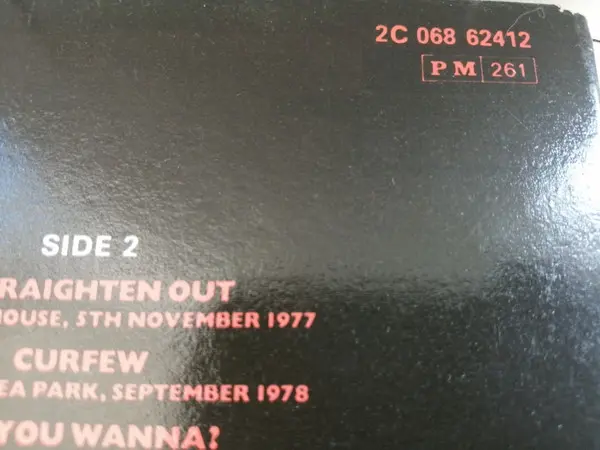 2C 068 62412
PM 261
SIDE 2
RAIGHTEN OUT
HOUSE, 5TH NOVEMBER 1977
CURFEW
EA PARK, SEPTEMBER 1978
YOU WANNA?